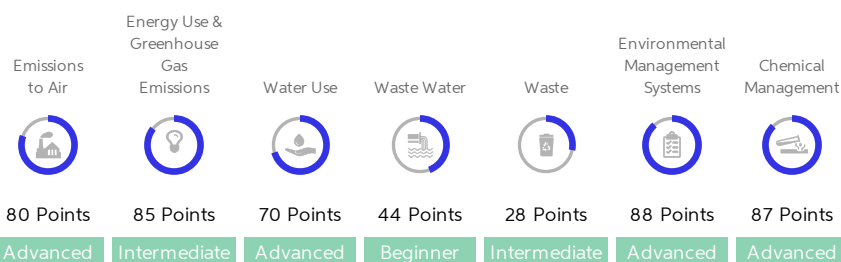 Emissions
to Air
Energy Use &
Greenhouse
Gas
Emissions
Water Use
Waste Water
Waste
Environmental
Management
Systems
Chemical
Management
80 Points
85 Points
70 Points
44 Points
28 Points
88 Points
87 Points
Advanced
Intermediate
Advanced
Beginner
Intermediate
Advanced
Advanced